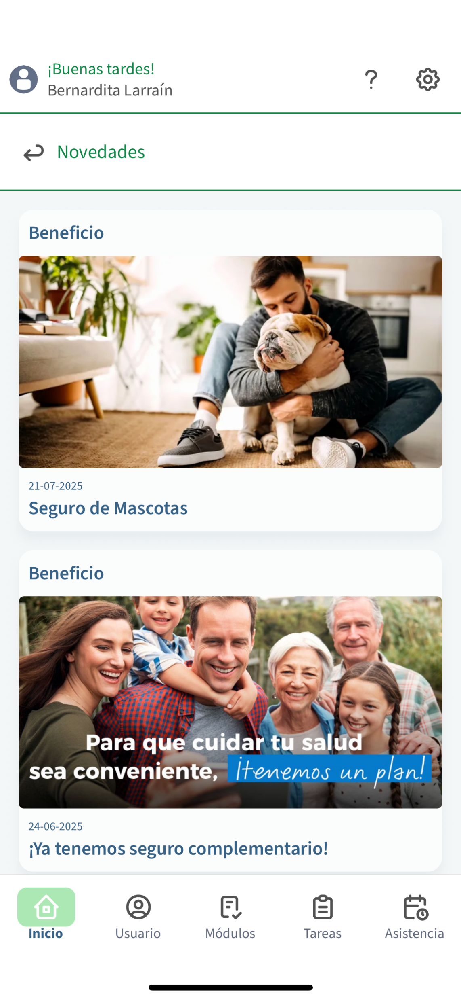 ¡Buenas tardes!
Bernardita Larraín
Novedades
Beneficio
21-07-2025
Seguro de Mascotas
Beneficio
Para que cuidar tu salud
sea conveniente, ¡tenemos un plan!
24-06-2025
¡Ya tenemos seguro complementario!
Inicio
Usuario
Módulos
Tareas
Asistencia